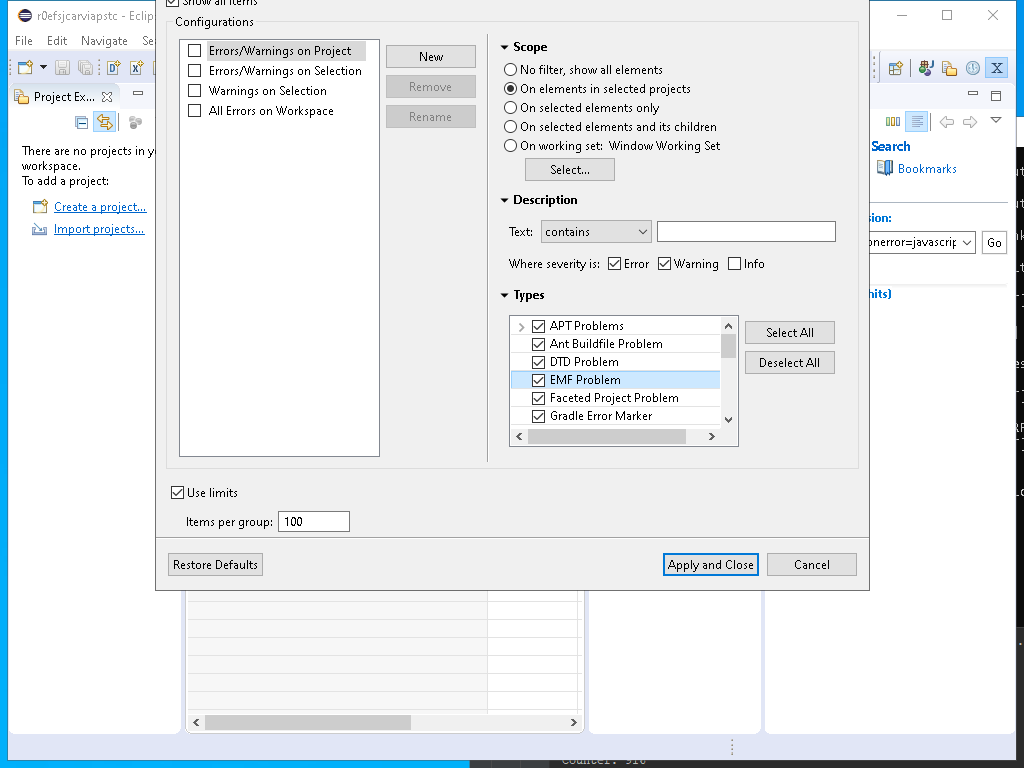 r0efsjcarviapstc - Eclips
Show all items
File Edit Navigate Se
Configurations
Errors/Warnings on Project
Errors/Warnings on Selection
Warnings on Selection
All Errors on Workspace
New
Remove
Rename
Scope
No filter, show all elements
On elements in selected projects
On selected elements only
On selected elements and its children
On working set: Window Working Set
Select...
Description
Text: contains
Where severity is: Error Warning Info
Types
APT Problems
Ant Buildfile Problem
DTD Problem
EMF Problem
Faceted Project Problem
Gradle Error Marker
Select All
Deselect All
Use limits
Items per group: 100
Restore Defaults
Apply and Close
Cancel
Project Ex...
There are no projects in y
workspace.
To add a project:
Create a project...
Import projects...
Search
Bookmarks
sion:
onerror=javascrip
Go
hits)
Counter: 910